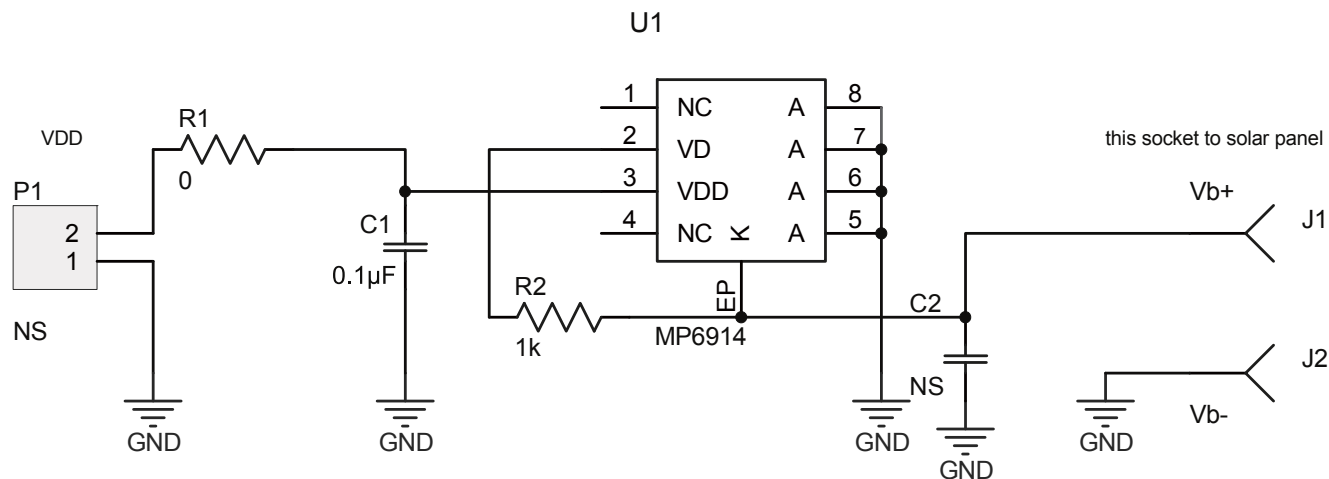 U1
1 NC A 8
R1
VDD
2 VD A 7
this socket to solar panel
0
P1
3 VDD A 6
Vb+
2
C1
4 NC K A 5
J1
1
0.1µF
R2
EP
C2
NS
1k
MP6914
J2
NS
GND
GND
GND
GND
GND
Vb-